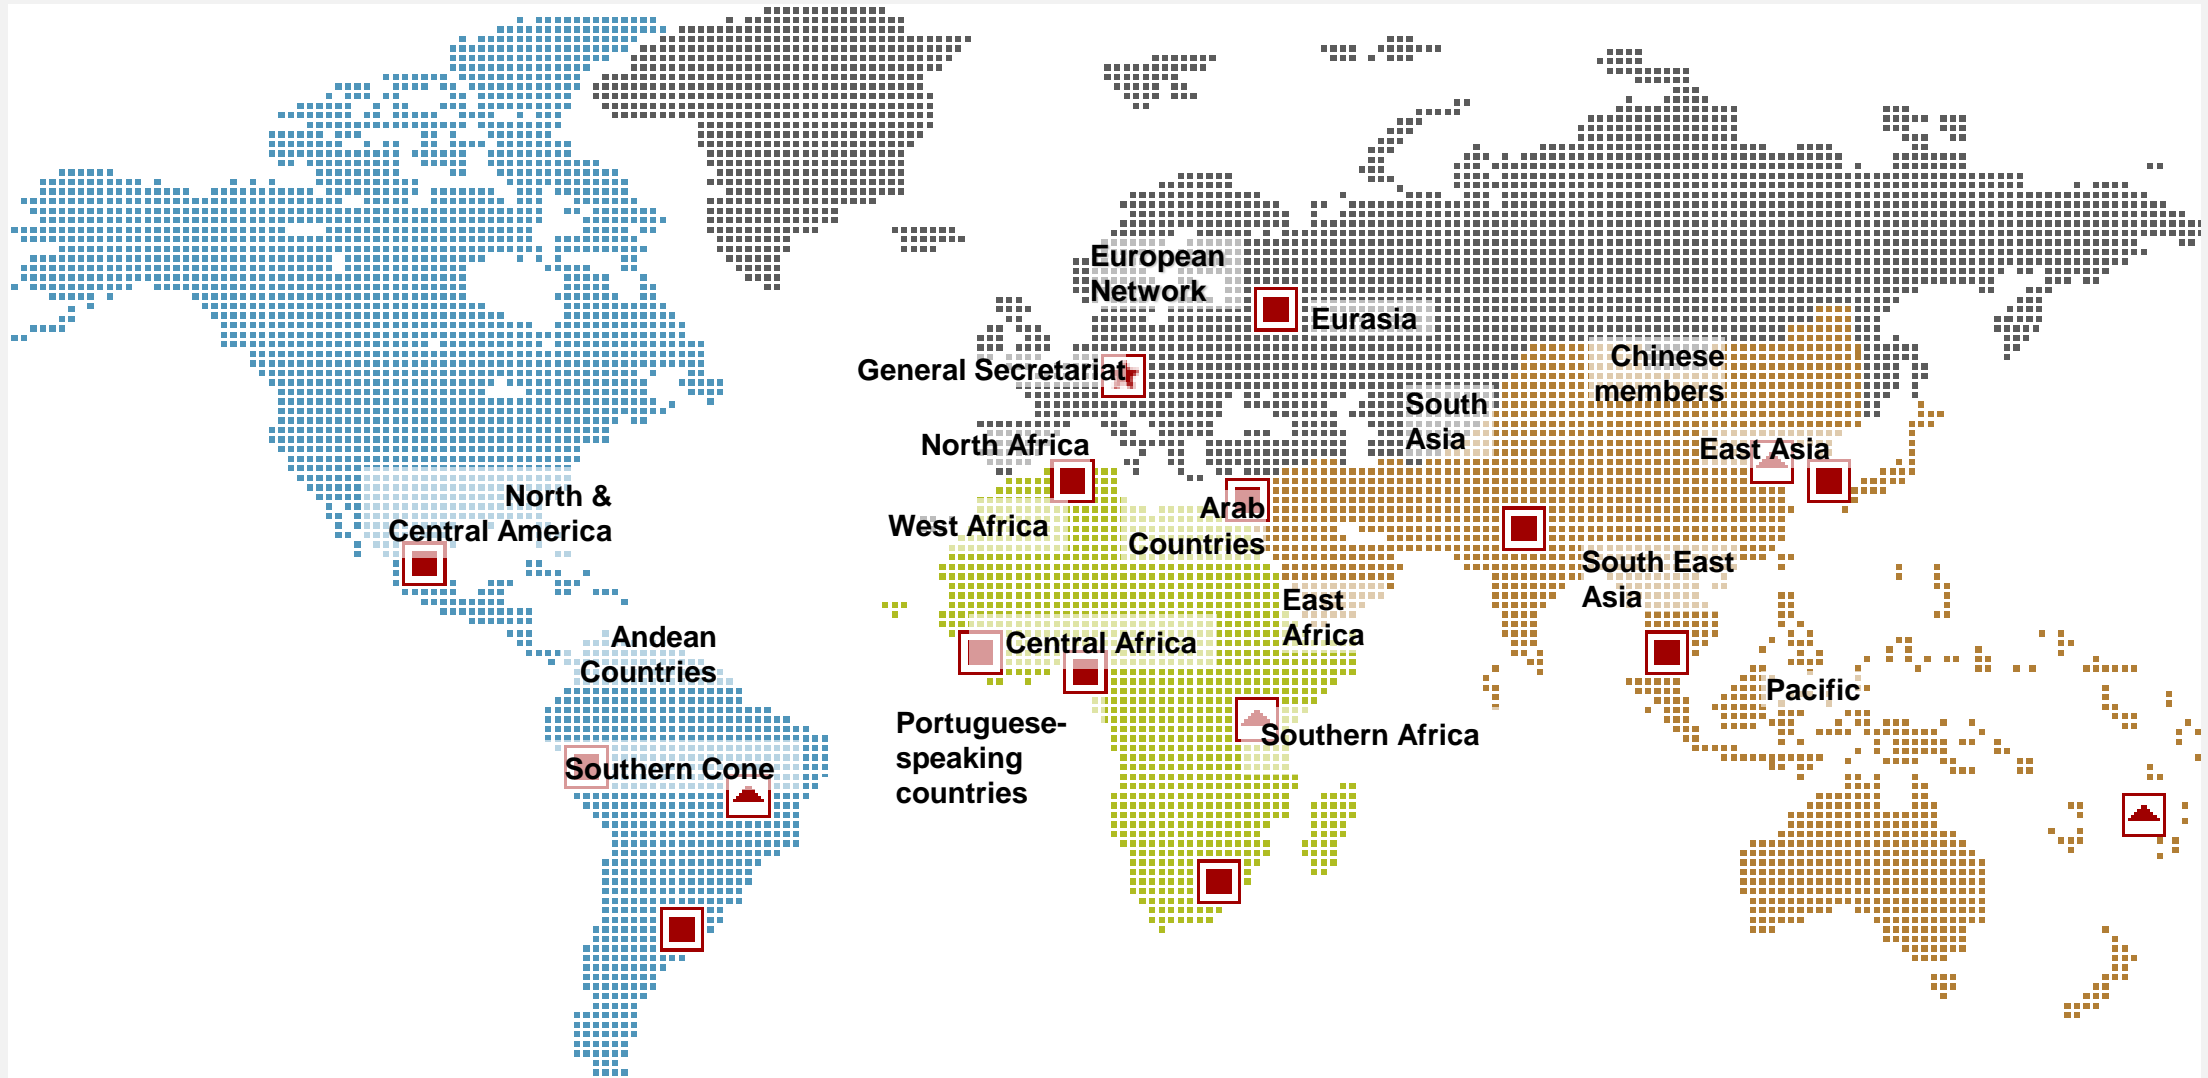 European
Network
Eurasia
Chinese
members
General Secretariat
South
Asia
North Africa
East Asia
North &
Central America
West Africa
Arab
Countries
South East
Asia
East
Africa
Andean
Countries
Central Africa
Pacific
Portuguese-
speaking
countries
Southern Africa
Southern Cone